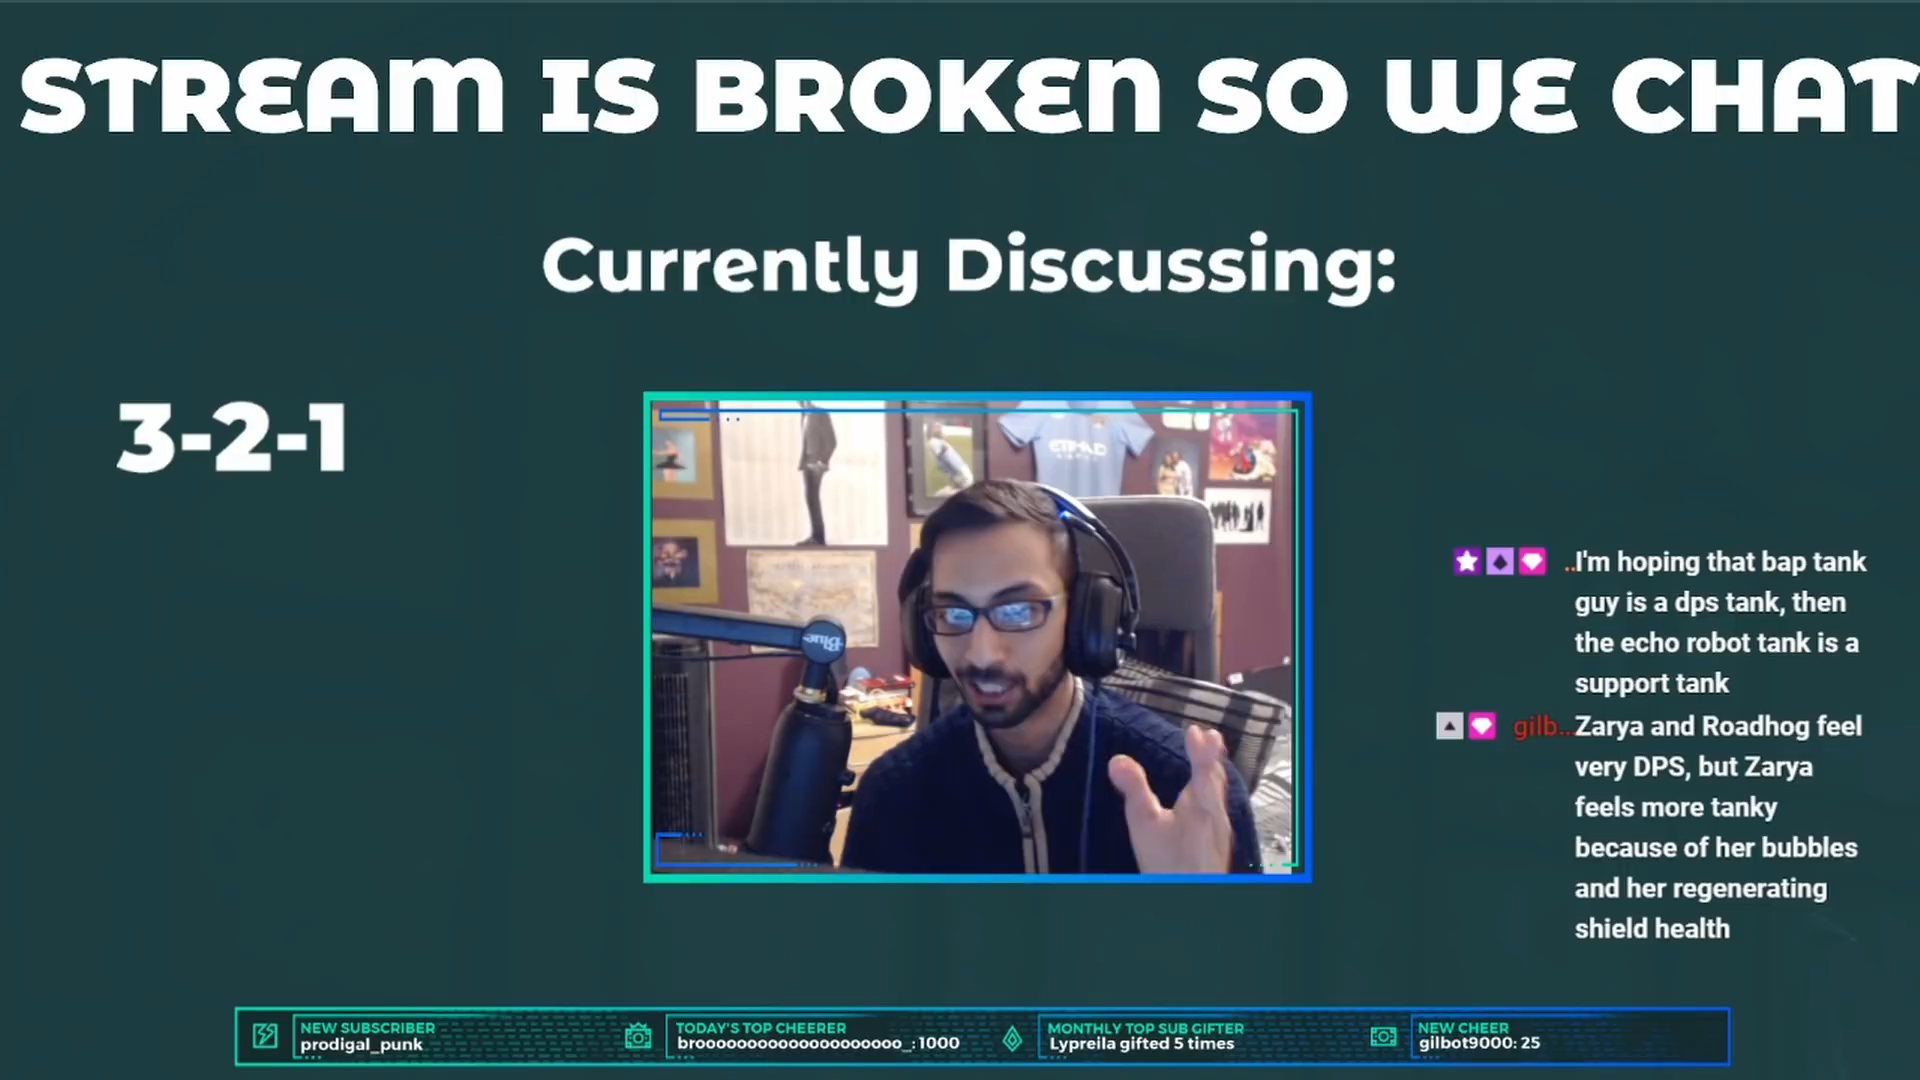 STREAM IS BROKEN SO WE CHAT
Currently Discussing:
3-2-1
ETIHAD
Blue
..I'm hoping that bap tank
guy is a dps tank, then
the echo robot tank is a
support tank
gilb...Zarya and Roadhog feel
very DPS, but Zarya
feels more tanky
because of her bubbles
and her regenerating
shield health
NEW SUBSCRIBER
prodigal_punk
TODAY'S TOP CHEERER
brooooooooooooooooooo_: 1000
MONTHLY TOP SUB GIFTER
Lypreila gifted 5 times
NEW CHEER
gilbot9000: 25